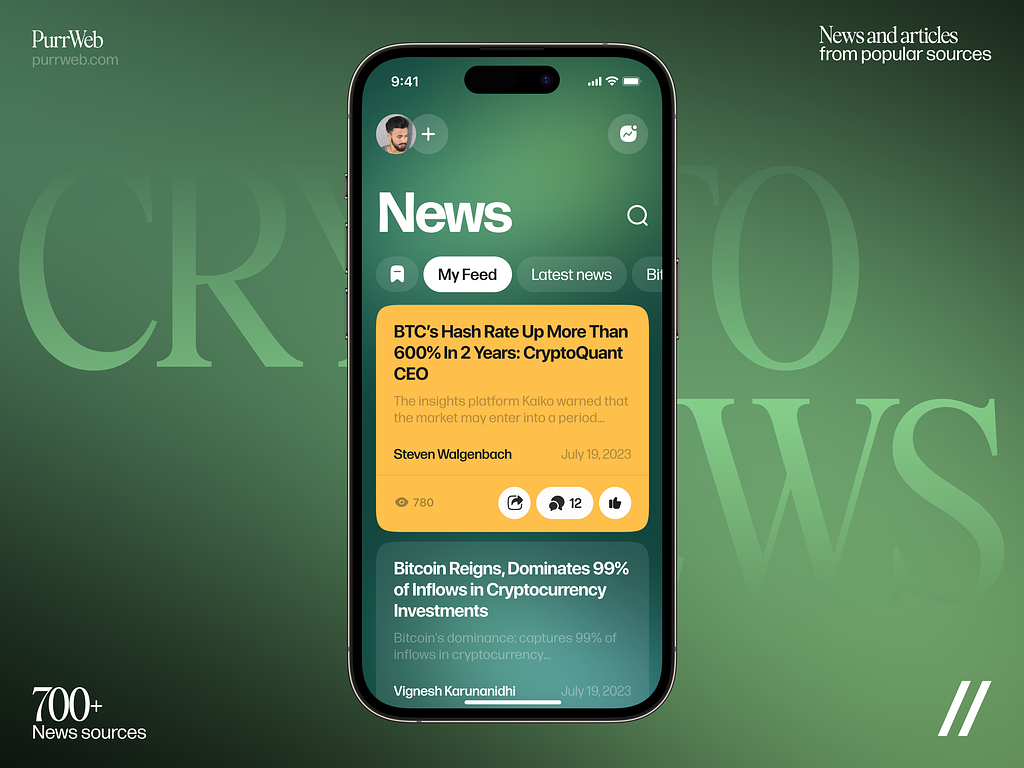 PurrWeb
purrweb.com
News and articles
from popular sources
CRYPTO
NEWS
9:41
News
My Feed
Latest news
Bit
BTC’s Hash Rate Up More Than
600% In 2 Years: CryptoQuant
CEO
The insights platform Kaiko warned that
the market may enter into a period...
Steven Walgenbach
July 19, 2023
780
12
Bitcoin Reigns, Dominates 99%
of Inflows in Cryptocurrency
Investments
Bitcoin’s dominance: captures 99% of
inflows in cryptocurrency...
Vignesh Karunanidhi
July 19, 2023
700+
News sources